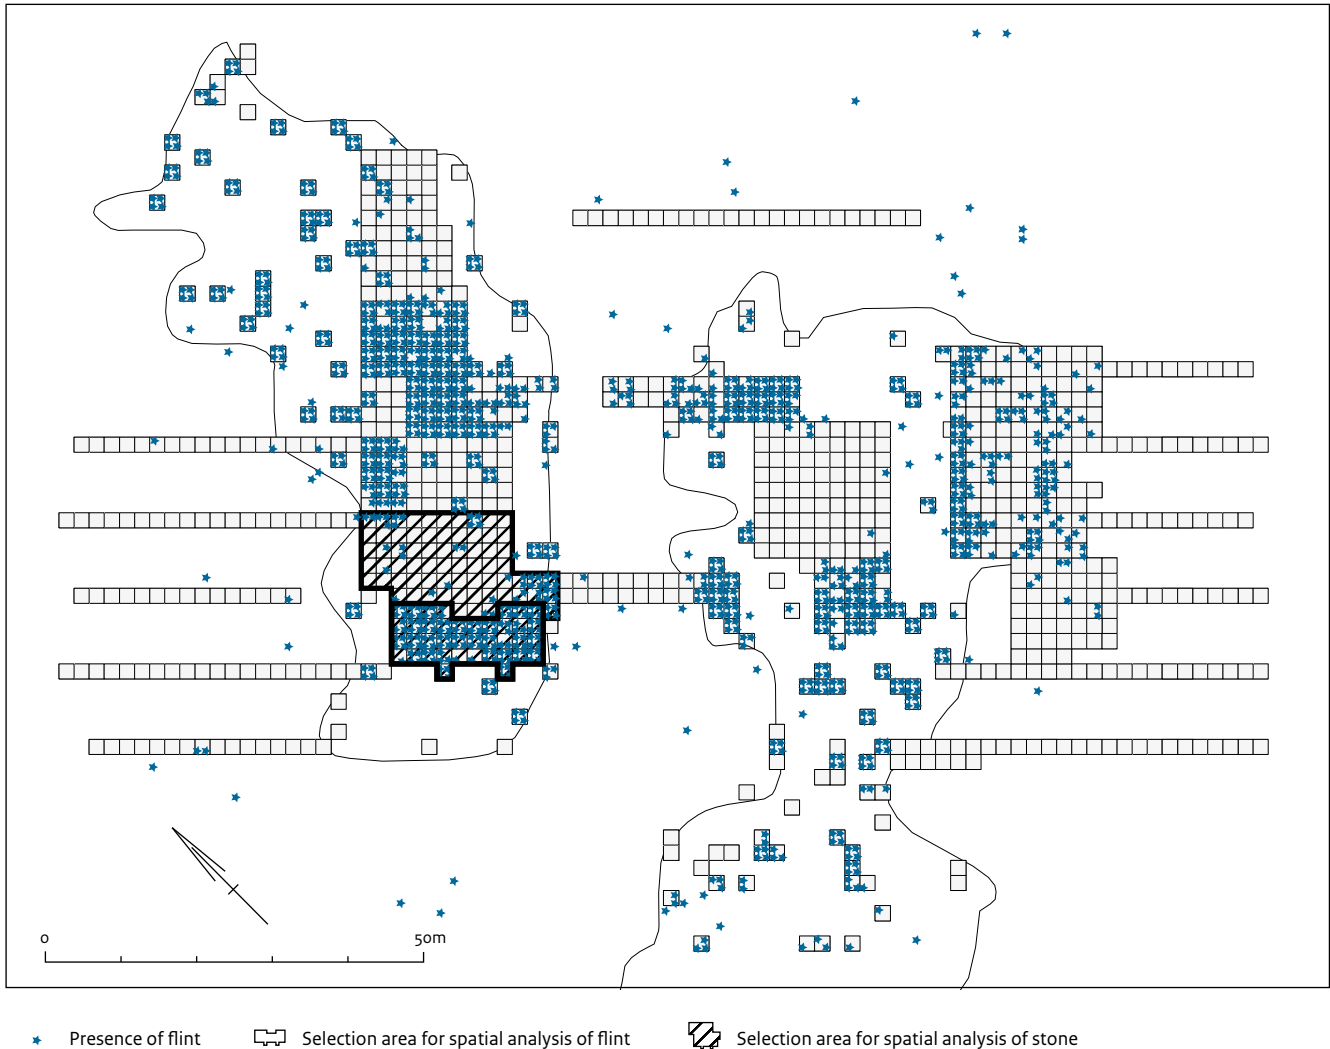 0 50m
Presence of flint Selection area for spatial analysis of flint Selection area for spatial analysis of stone